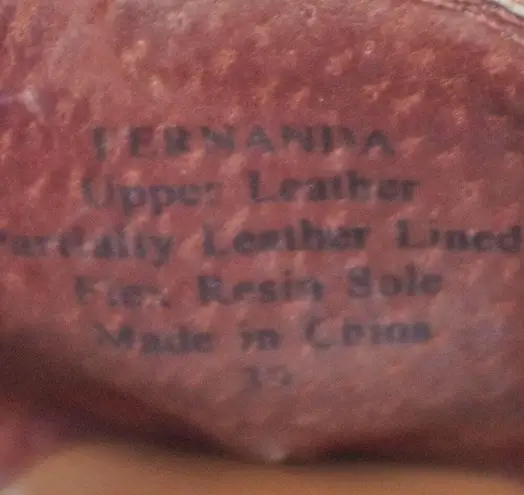 FERNANDA
Upper Leather
Partially Leather Lined
Flex Resin Sole
Made in China